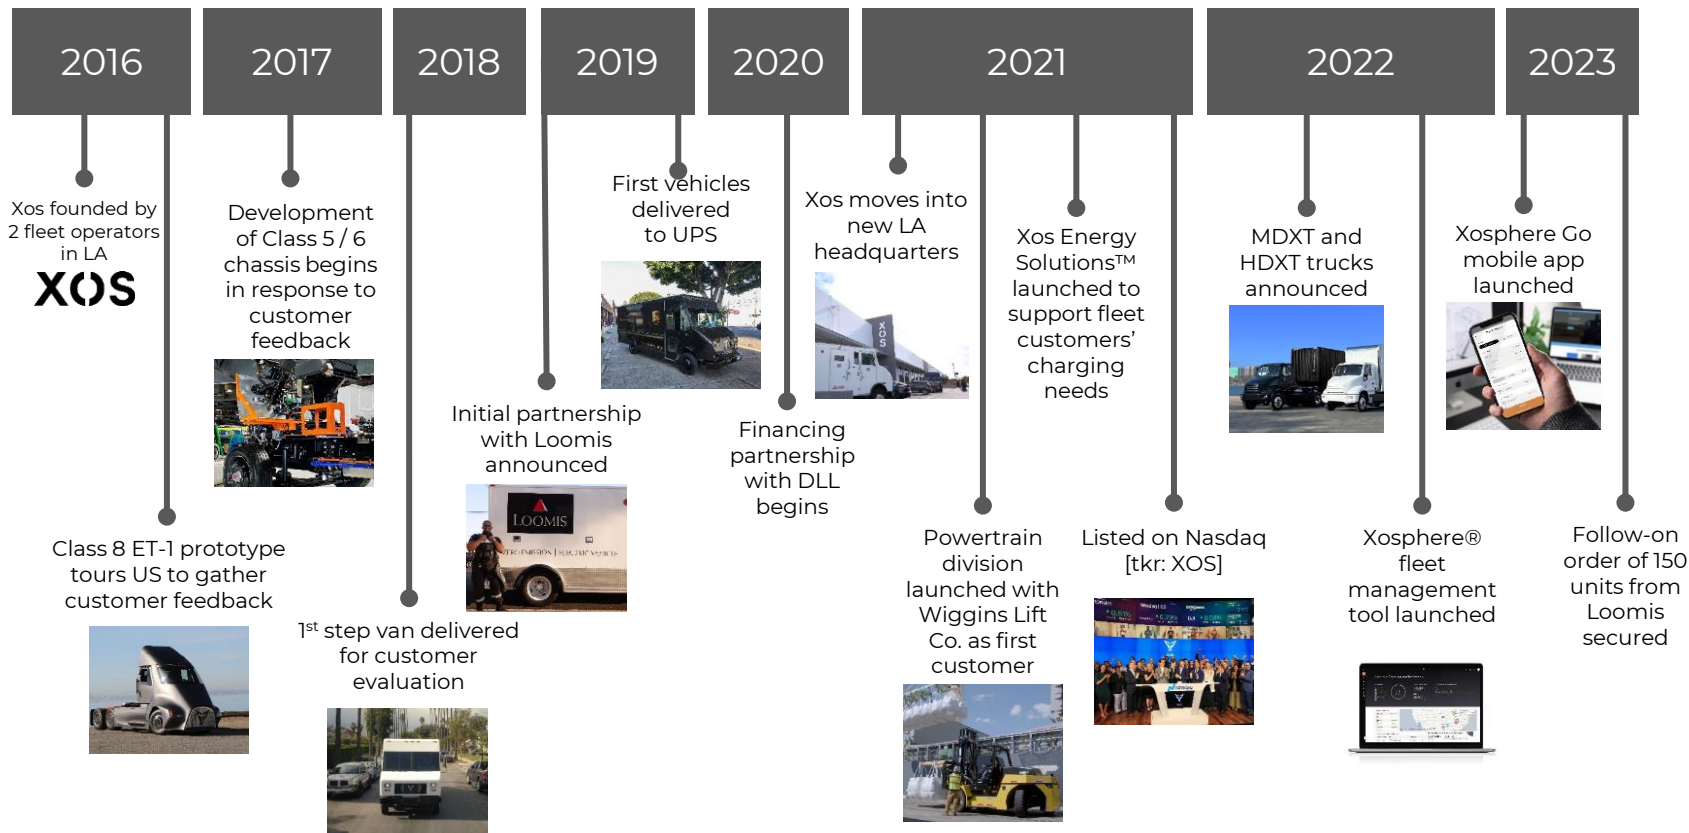 2016
2017
2018
2019
2020
2021
2022
2023
Xos founded by
2 fleet operators
in LA
XOS
Class 8 ET-1 prototype
tours US to gather
customer feedback
Development
of Class 5 / 6
chassis begins
in response to
customer
feedback
1st step van delivered
for customer
evaluation
Initial partnership
with Loomis
announced
LOOMIS
ZERO EMISSION | ELECTRIC VEHICLE
First vehicles
delivered
to UPS
Financing
partnership
with DLL
begins
Xos moves into
new LA
headquarters
XOS
Powertrain
division
launched with
Wiggins Lift
Co. as first
customer
Xos Energy
Solutions™
launched to
support fleet
customers’
charging
needs
Listed on Nasdaq
[tkr: XOS]
MDXT and
HDXT trucks
announced
Xosphere®
fleet
management
tool launched
Xosphere Go
mobile app
launched
Follow-on
order of 150
units from
Loomis
secured